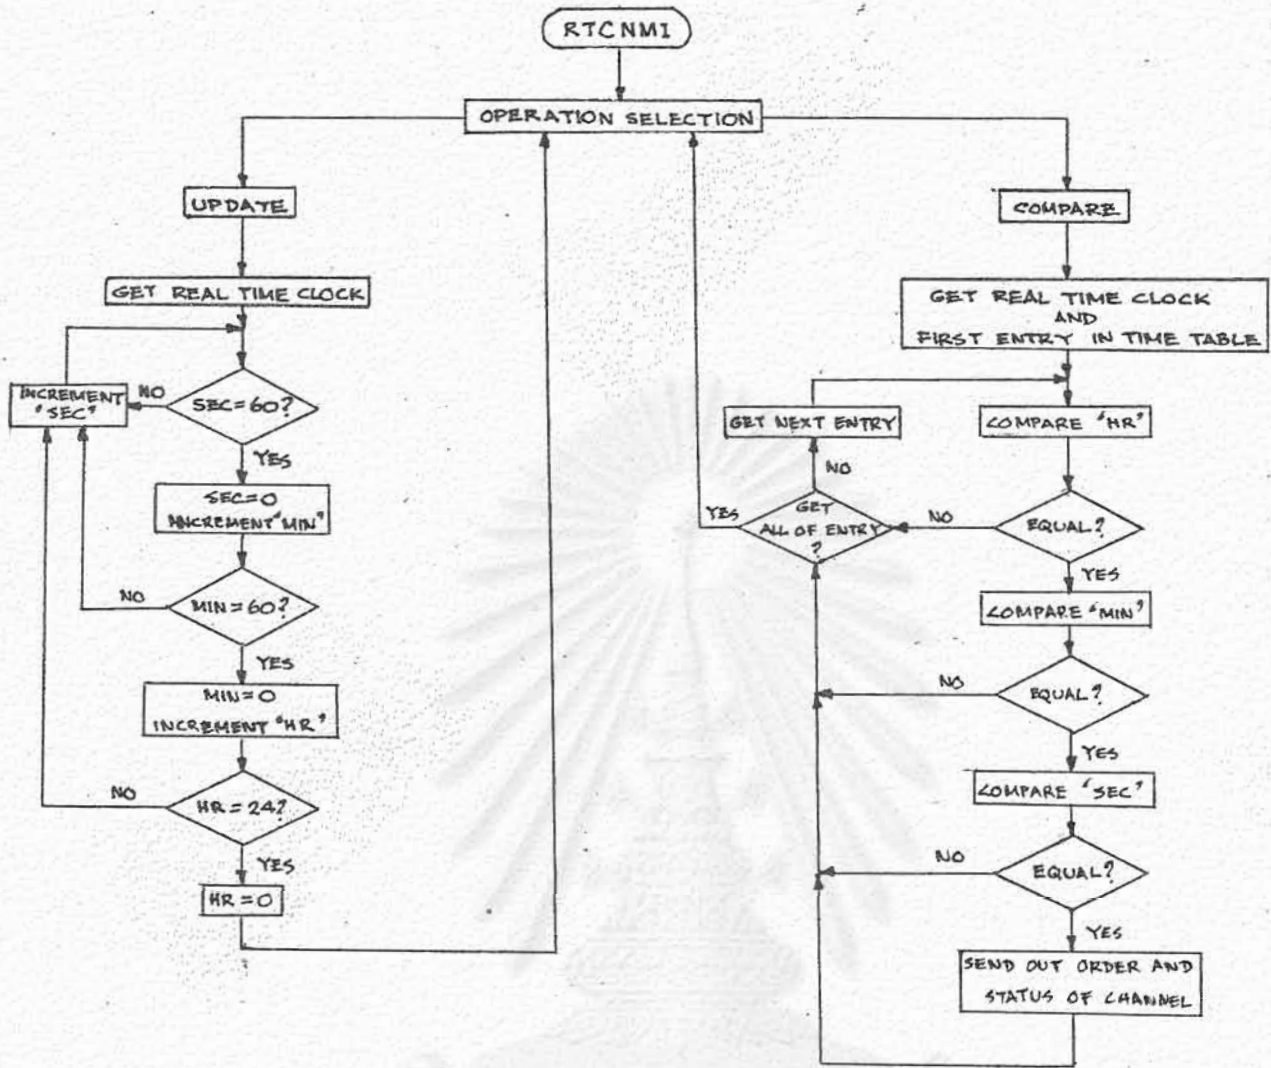 RTCNMI
OPERATION SELECTION
UPDATE
GET REAL TIME CLOCK
INCREMENT
"SEC"
NO
SEC=60?
YES
SEC=0
INCREMENT "MIN"
NO
MIN=60?
YES
MIN=0
INCREMENT "HR"
NO
HR=24?
YES
HR=0
COMPARE
GET REAL TIME CLOCK
AND
FIRST ENTRY IN TIME TABLE
GET NEXT ENTRY
COMPARE "HR"
NO
YES
GET
ALL OF ENTRY
?
NO
EQUAL?
YES
COMPARE "MIN"
NO
EQUAL?
YES
COMPARE "SEC"
NO
EQUAL?
YES
SEND OUT ORDER AND
STATUS OF CHANNEL